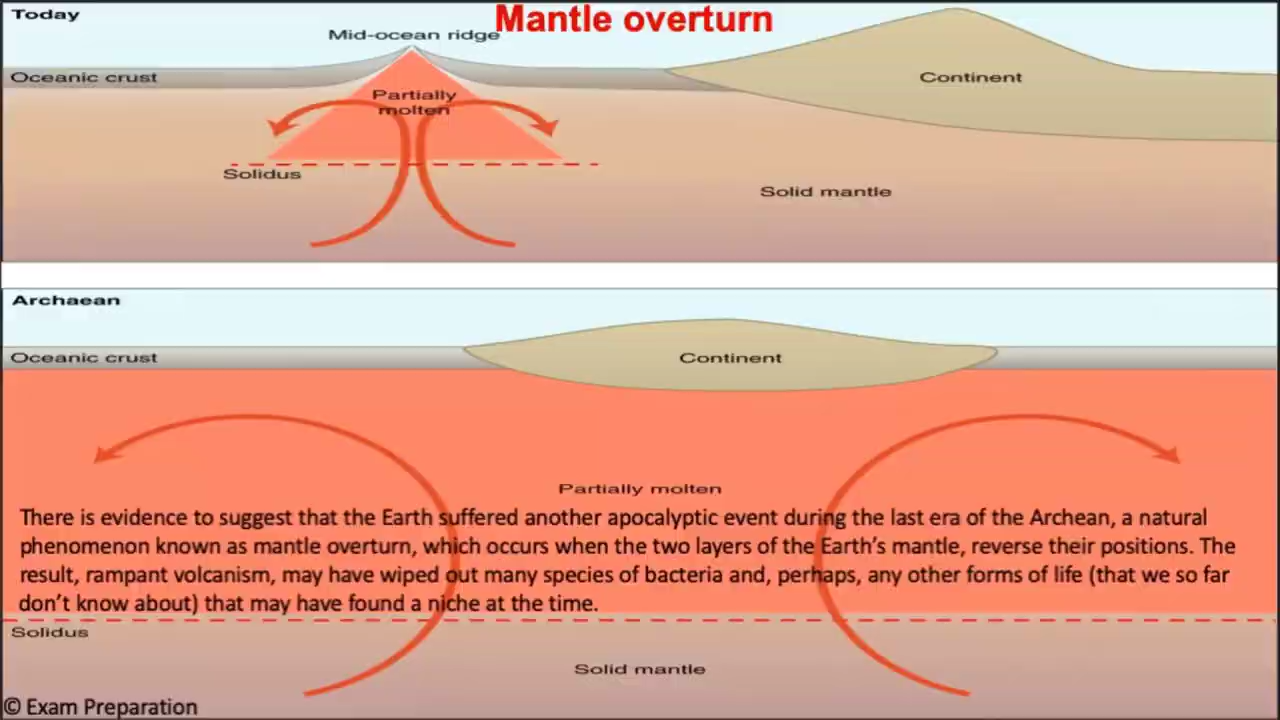 Today
Mantle overturn
Mid-ocean ridge
Oceanic crust
Continent
Partially
molten
Solidus
Solid mantle
Archaean
Oceanic crust
Continent
Partially molten
There is evidence to suggest that the Earth suffered another apocalyptic event during the last era of the Archean, a natural
phenomenon known as mantle overturn, which occurs when the two layers of the Earth's mantle, reverse their positions. The
result, rampant volcanism, may have wiped out many species of bacteria and, perhaps, any other forms of life (that we so far
don't know about) that may have found a niche at the time.
Solidus
Solid mantle
© Exam Preparation